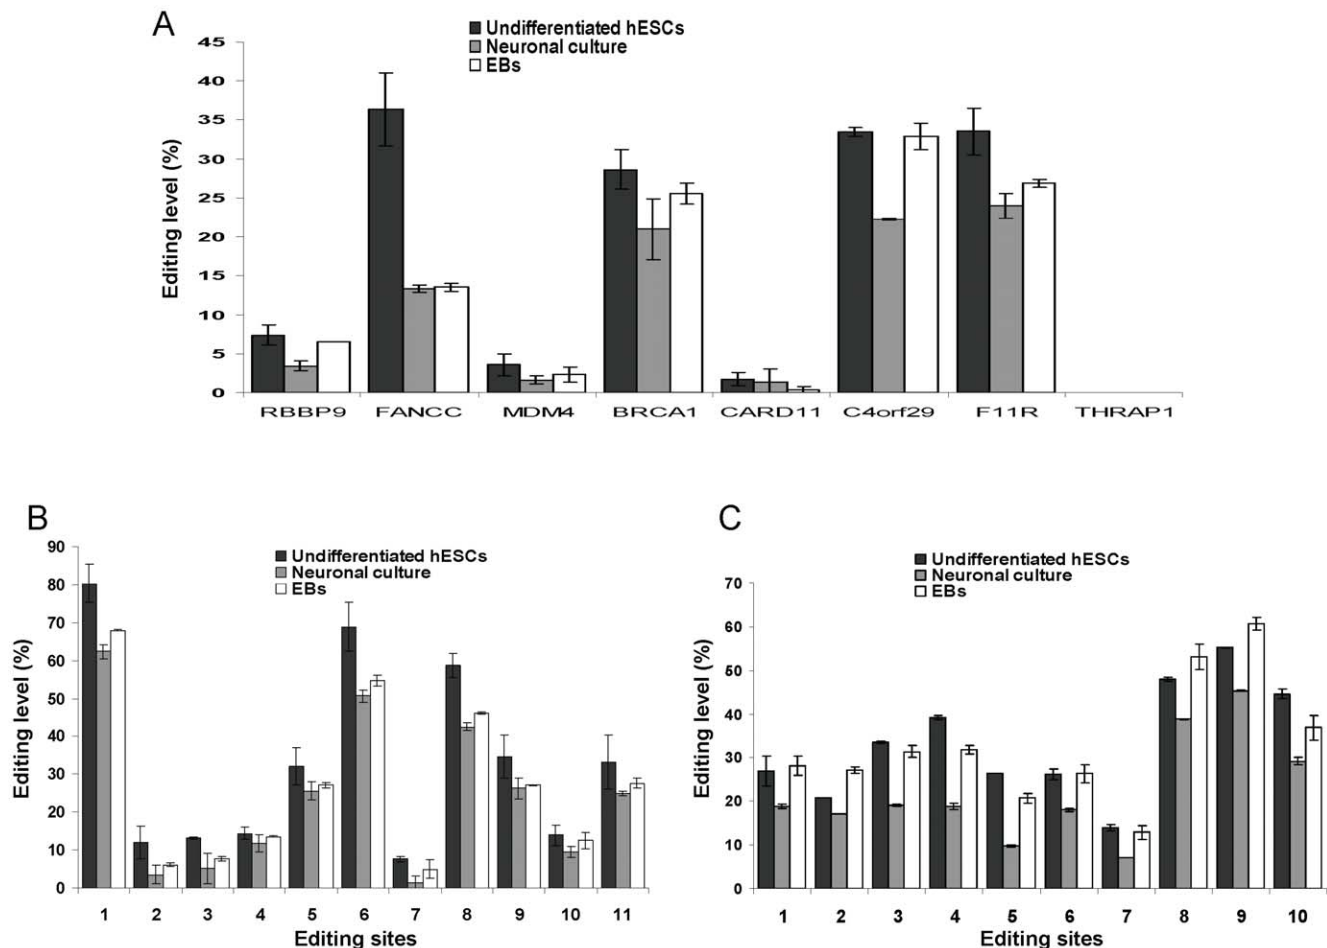 A
Undifferentiated hESCs
Neuronal culture
EBs
Editing level (%)
45
40
35
30
25
20
15
10
5
0
RBBP9 FANCC MDM4 BRCA1 CARD11 C4orf29 F11R THRAP1
B
Undifferentiated hESCs
Neuronal culture
EBs
Editing level (%)
90
80
70
60
50
40
30
20
10
0
1 2 3 4 5 6 7 8 9 10 11
Editing sites
C
Undifferentiated hESCs
Neuronal culture
EBs
Editing level (%)
70
60
50
40
30
20
10
0
1 2 3 4 5 6 7 8 9 10
Editing sites